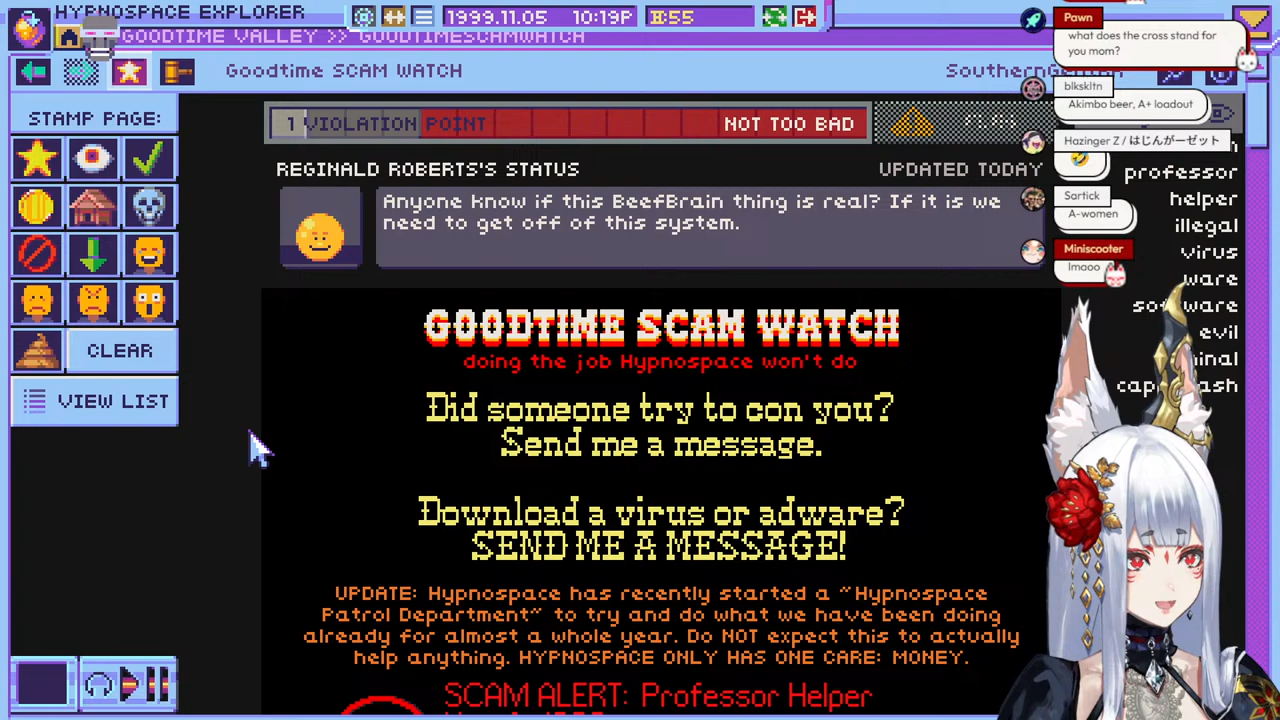 HYPNOSPACE EXPLORER
1999.11.05 10:19P
:55
GOODTIME VALLEY >> GOODTIMESCAMWATCH
Goodtime SCAM WATCH
STAMP PAGE:
CLEAR
VIEW LIST
1 VIOLATION POINT
NOT TOO BAD
REGINALD ROBERTS'S STATUS
UPDATED TODAY
Anyone know if this BeefBrain thing is real? If it is we
need to get off of this system.
GOODTIME SCAM WATCH
doing the job Hypnospace won't do
Did someone try to con you?
Send me a message.
Download a virus or adware?
SEND ME A MESSAGE!
UPDATE: Hypnospace has recently started a "Hypnospace
Patrol Department" to try and do what we have been doing
already for almost a whole year. Do NOT expect this to actually
help anything. HYPNOSPACE ONLY HAS ONE CARE: MONEY.
SCAM ALERT: Professor Helper
professor
helper
illegal
virus
ware
evil
Pawn
what does the cross stand for
you mom?
blkskltn
Akimbo beer, A+ loadout
Hazinger Z / はじんがーゼット
Sartick
A-women
Miniscooter
lmaoo